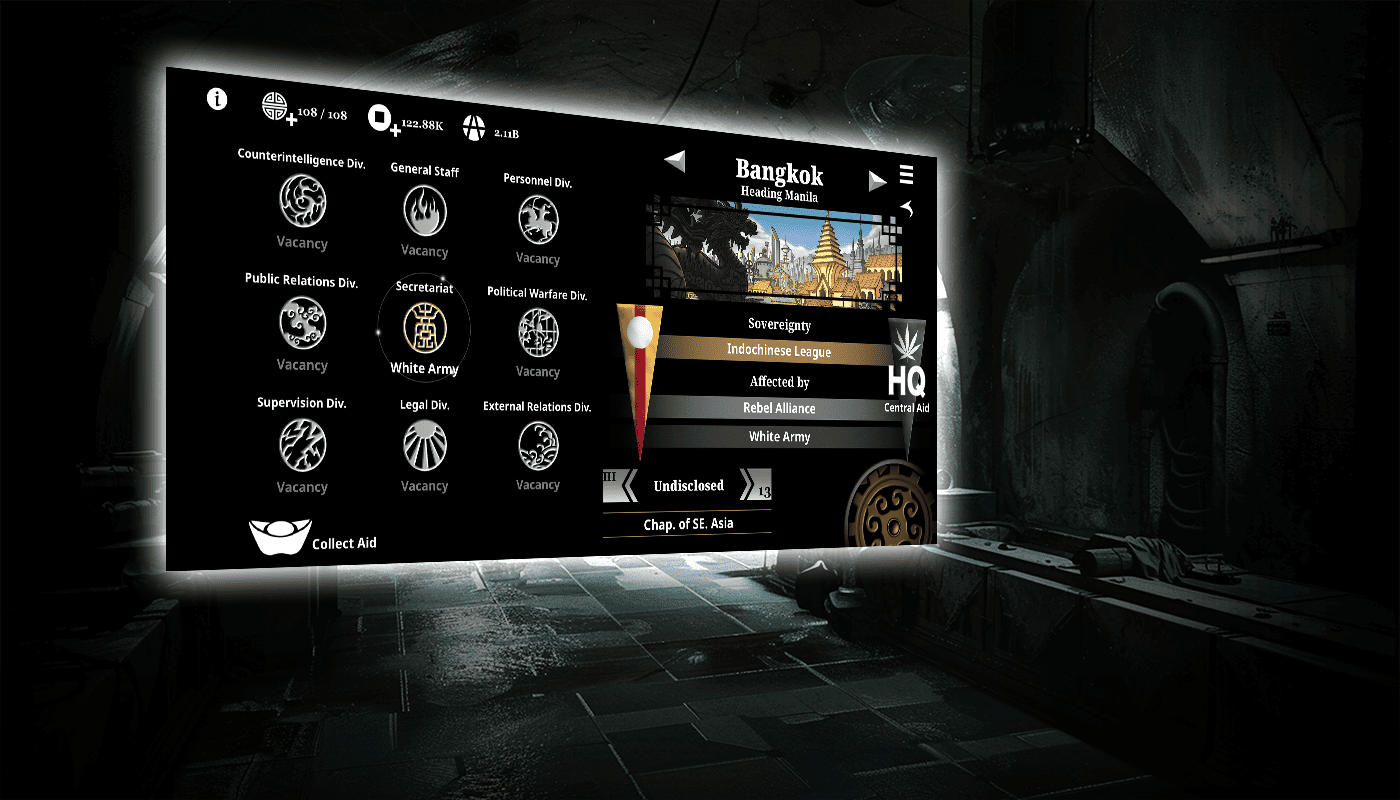 108 / 108
122.88K
2.11B
Counterintelligence Div.
Vacancy
General Staff
Vacancy
Personnel Div.
Vacancy
Public Relations Div.
Vacancy
Secretariat
White Army
Political Warfare Div.
Vacancy
Supervision Div.
Vacancy
Legal Div.
Vacancy
External Relations Div.
Vacancy
Collect Aid
Bangkok
Heading Manila
Sovereignty
Indochinese League
Affected by
Rebel Alliance
White Army
HQ
Central Aid
III
Undisclosed
13
Chap. of SE. Asia